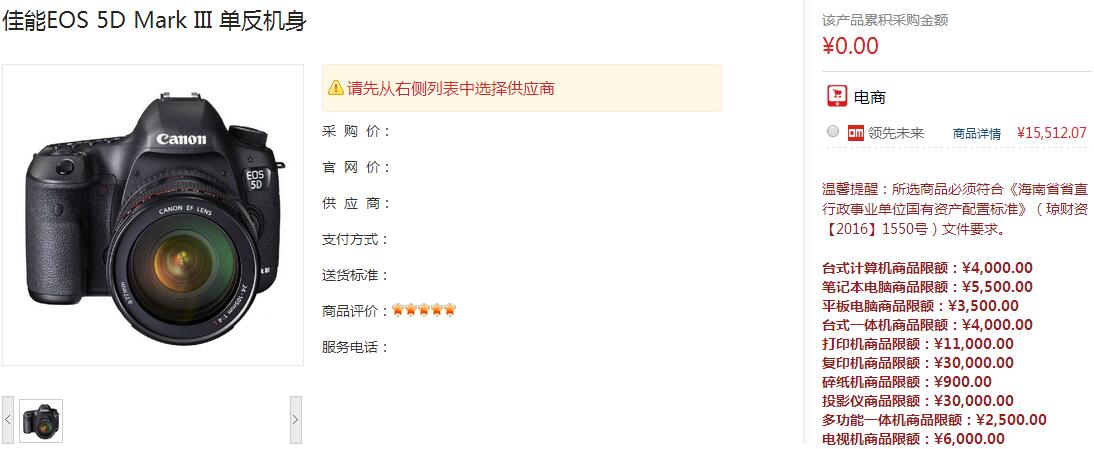 佳能EOS 5D Mark III 单反机身
Canon
EOS
5D
CANON EF LENS
24-105mm 1:4 L
Ø77mm
请先从右侧列表中选择供应商
采 购 价：
官 网 价：
供 应 商：
支付方式：
送货标准：
商品评价：
服务电话：
该产品累积采购金额
¥0.00
电商
领先未来 商品详情 ¥15,512.07
温馨提醒：所选商品必须符合《海南省省直
行政事业单位国有资产配置标准》（琼财资
【2016】1550号）文件要求。
台式计算机商品限额：¥4,000.00
笔记本电脑商品限额：¥5,500.00
平板电脑商品限额：¥3,500.00
台式一体机商品限额：¥4,000.00
打印机商品限额：¥11,000.00
复印机商品限额：¥30,000.00
碎纸机商品限额：¥900.00
投影仪商品限额：¥30,000.00
多功能一体机商品限额：¥2,500.00
电视机商品限额：¥6,000.00